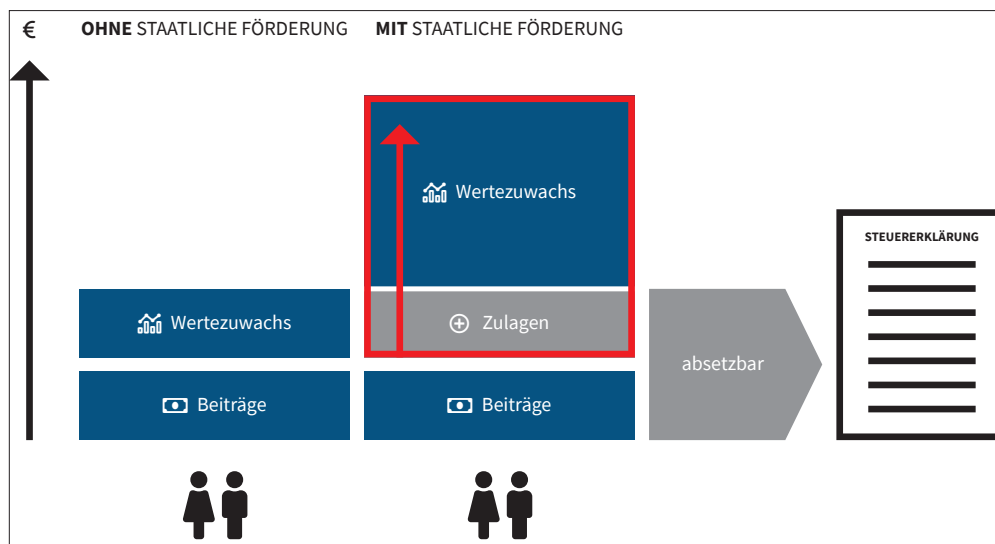 €
OHNE STAATLICHE FÖRDERUNG
MIT STAATLICHE FÖRDERUNG
Wertezuwachs
Beiträge
Wertezuwachs
Zulagen
Beiträge
absetzbar
STEUERERKLÄRUNG